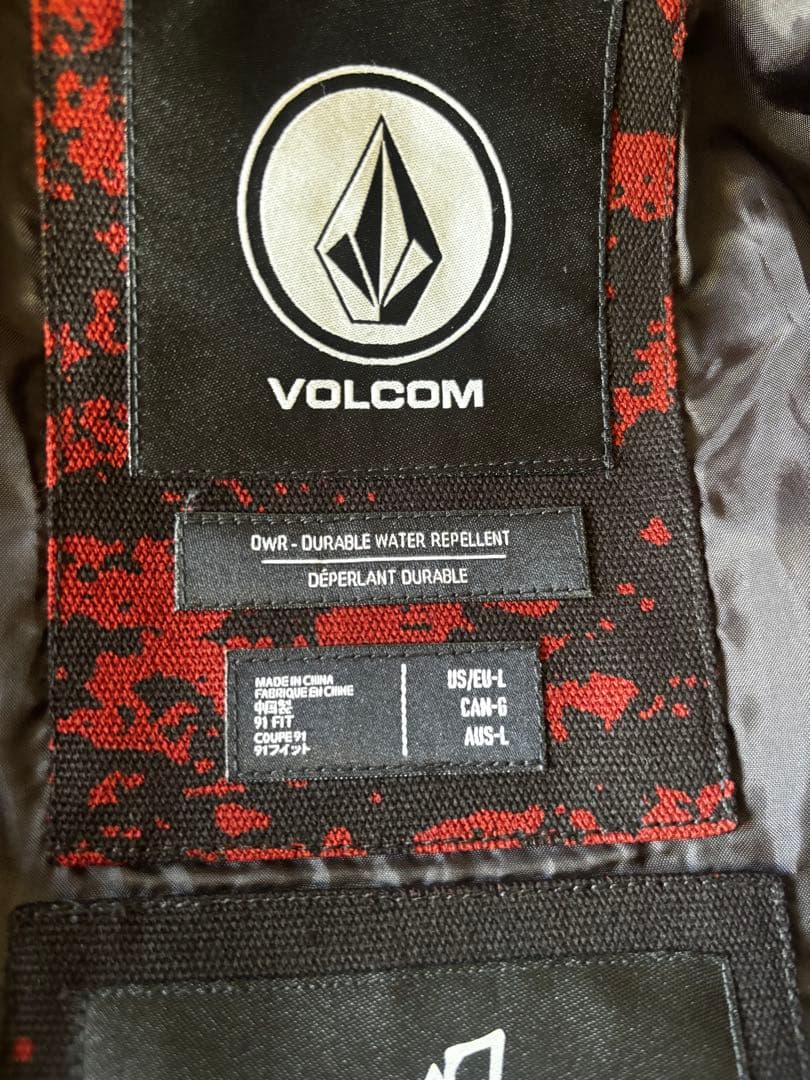 VOLCOM
DWR - DURABLE WATER REPELLENT
DÉPERLANT DURABLE
MADE IN CHINA
FABRIQUE EN CHINE
中国製
91 FIT
COUPE 91
91フィット
US/EU-L
CAN-G
AUS-L